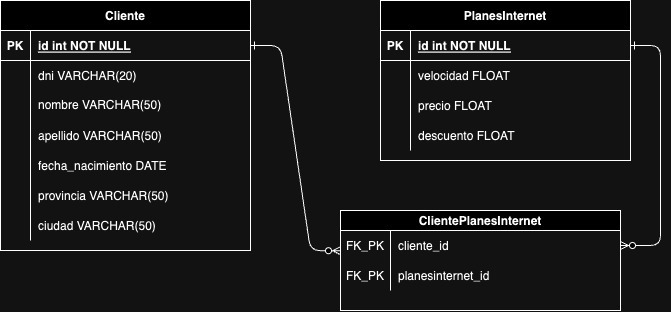 Cliente
PK id int NOT NULL
dni VARCHAR(20)
nombre VARCHAR(50)
apellido VARCHAR(50)
fecha_nacimiento DATE
provincia VARCHAR(50)
ciudad VARCHAR(50)
PlanesInternet
PK id int NOT NULL
velocidad FLOAT
precio FLOAT
descuento FLOAT
ClientePlanesInternet
FK_PK cliente_id
FK_PK planesinternet_id